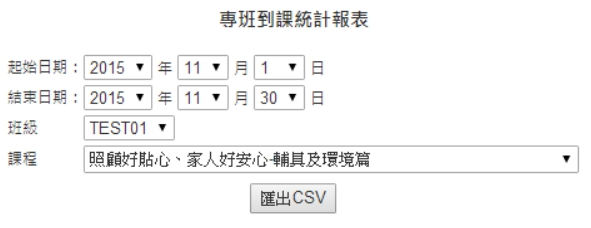 專班到課統計報表
起始日期：2015 年 11 月 1 日
結束日期：2015 年 11 月 30 日
班級 TEST01
課程 照顧好貼心、家人好安心-輔具及環境篇
匯出CSV